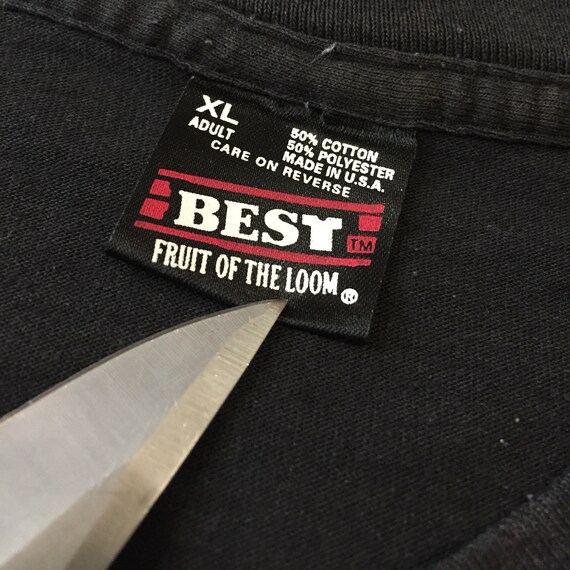 XL
ADULT
50% COTTON
50% POLYESTER
MADE IN U.S.A.
CARE ON REVERSE
BEST TM
FRUIT OF THE LOOM ®